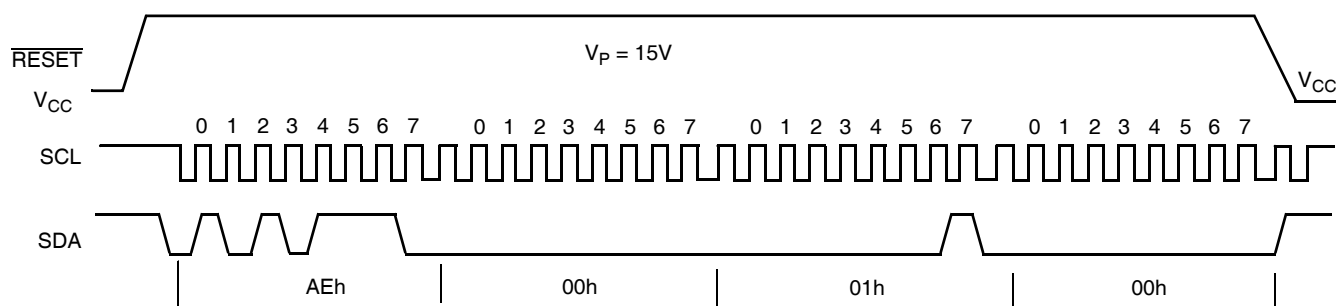 RESET
V_P = 15V
V_CC
V_CC
0 1 2 3 4 5 6 7 0 1 2 3 4 5 6 7 0 1 2 3 4 5 6 7 0 1 2 3 4 5 6 7
SCL
SDA
AEh 00h 01h 00h